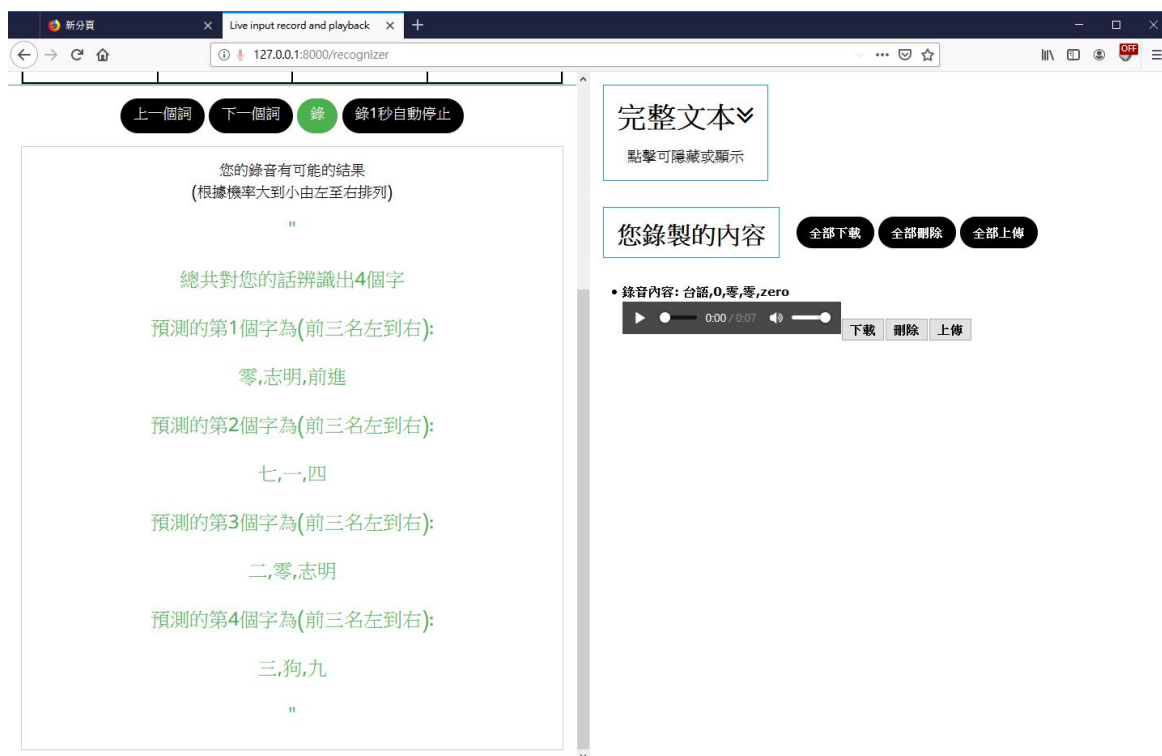 新分頁
Live input record and playback
127.0.0.1:8000/recognizer
OFF
上一個詞 下一個詞 錄 錄1秒自動停止
您的錄音有可能的結果
(根據機率大到小由左至右排列)
"
總共對您的話辨識出4個字
預測的第1個字為(前三名左到右):
零,志明,前進
預測的第2個字為(前三名左到右):
七,一,四
預測的第3個字為(前三名左到右):
二,零,志明
預測的第4個字為(前三名左到右):
三,狗,九
"
完整文本
點擊可隱藏或顯示
您錄製的內容 全部下載 全部刪除 全部上傳
• 錄音內容: 台語,0,零,零,zero
0:00 / 0:07 下載 刪除 上傳